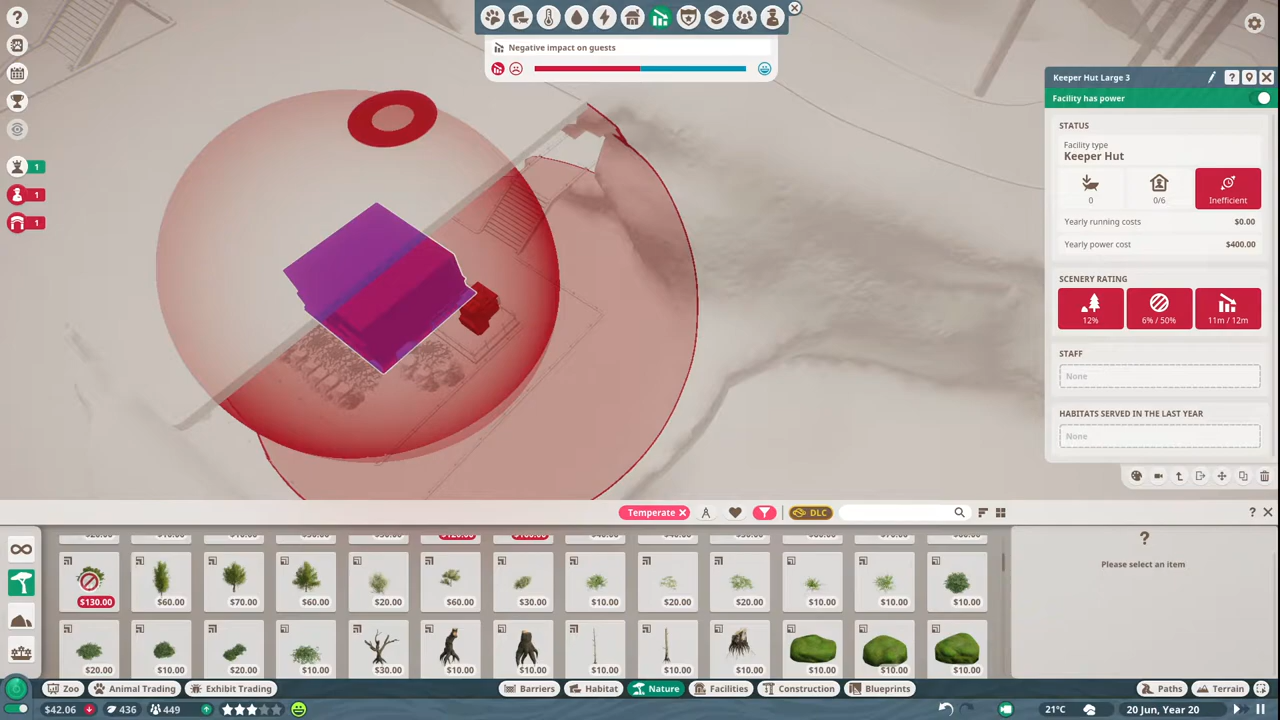 ?
Negative impact on guests
1
1
1
Keeper Hut Large 3
?
Facility has power
STATUS
Facility type
Keeper Hut
0
0/6
Inefficient
Yearly running costs $0.00
Yearly power cost $400.00
SCENERY RATING
12%
6% / 50%
11m / 12m
STAFF
None
HABITATS SERVED IN THE LAST YEAR
None
Temperate
DLC
?
?
Please select an item
$130.00 $60.00 $70.00 $60.00 $20.00 $60.00 $30.00 $10.00 $20.00 $20.00 $10.00 $10.00 $10.00
$20.00 $10.00 $20.00 $10.00 $30.00 $10.00 $10.00 $10.00 $10.00 $10.00 $10.00 $10.00 $10.00
Zoo Animal Trading Exhibit Trading Barriers Habitat Nature Facilities Construction Blueprints Paths Terrain
$42.06 436 449 21°C 20 Jun, Year 20